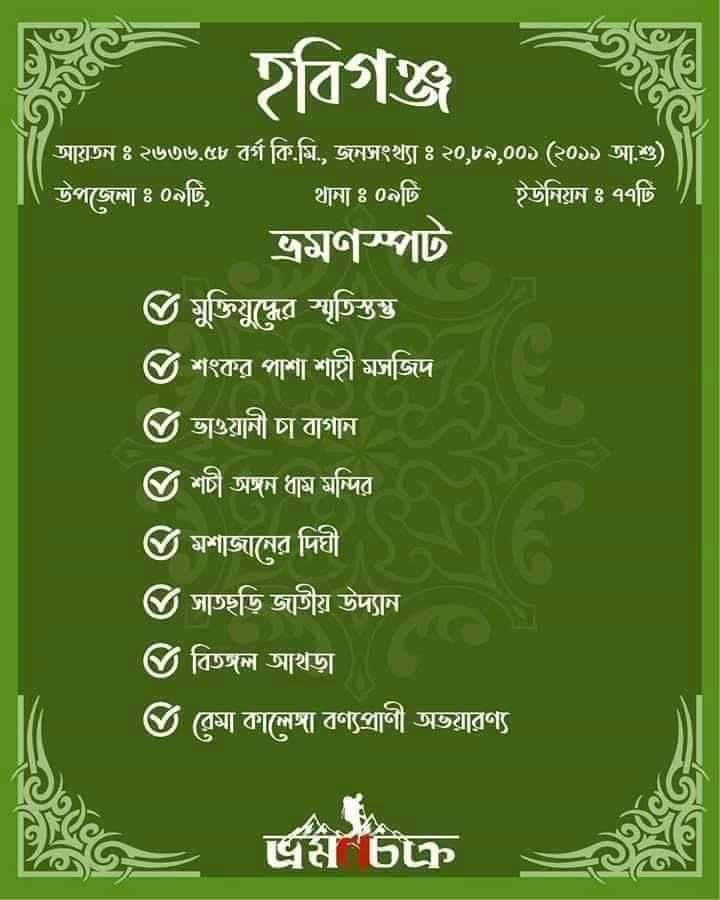 হবিগঞ্জ
আয়তন ঃ ২৬৩৬.৫৮ বর্গ কি.মি., জনসংখ্যা ঃ ২০,৮৯,০০১ (২০১১ আ.শু)
উপজেলা ঃ ০৯টি, থানা ঃ ০৯টি ইউনিয়ন ঃ ৭৭টি
ভ্রমণস্পট
মুক্তিযুদ্ধের স্মৃতিস্তম্ভ
শংকর পাশা শাহী মসজিদ
ভাওয়ানী চা বাগান
শচী অঙ্গন ধাম মন্দির
মশাজানের দিঘী
সাতছড়ি জাতীয় উদ্যান
বিতঙ্গল আখড়া
রেমা কালেঙ্গা বণ্যপ্রাণী অভয়ারণ্য
ভ্রমণচক্র